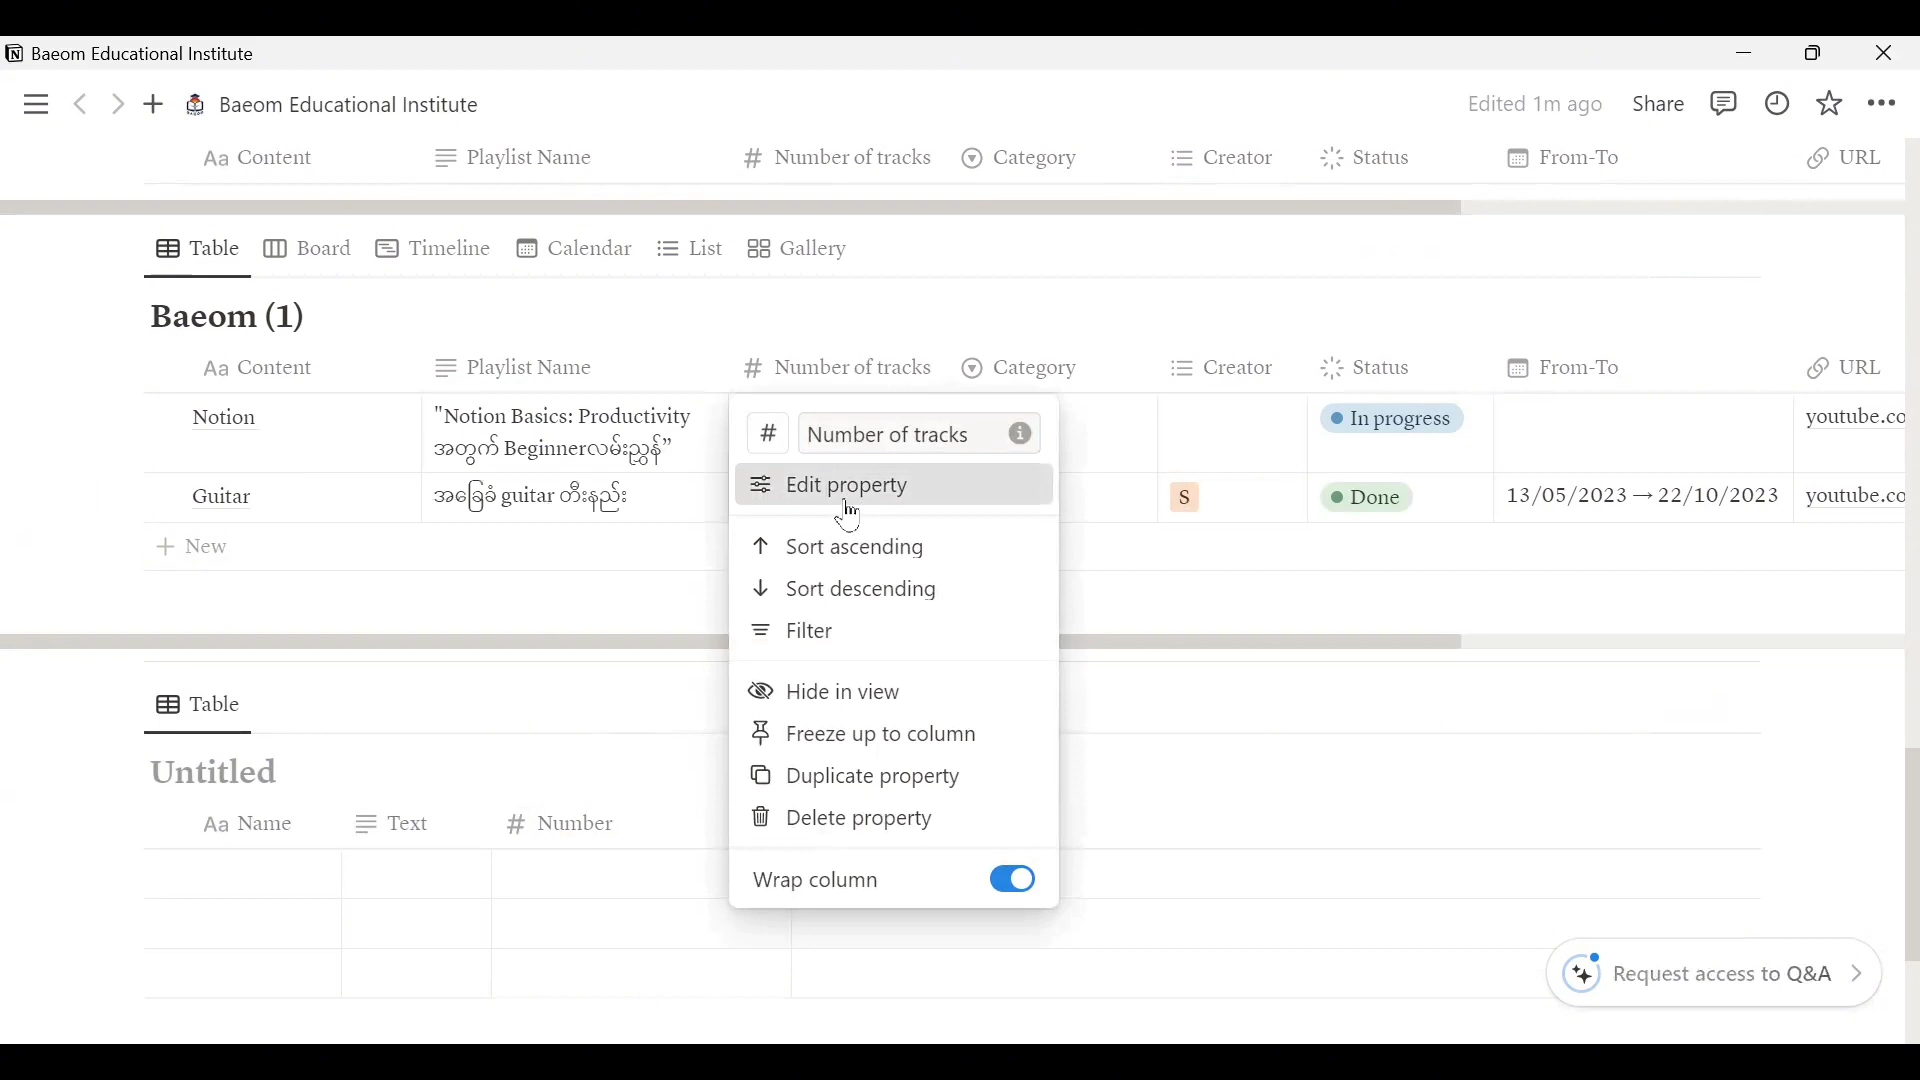 Baeom Educational Institute
Baeom Educational Institute
Edited 1m ago Share
Aa Content Playlist Name # Number of tracks Category Creator Status From-To URL
Table Board Timeline Calendar List Gallery
Baeom (1)
Aa Content Playlist Name # Number of tracks Category Creator Status From-To URL
Notion "Notion Basics: Productivity In progress youtube.co
အတွက် Beginnerလမ်းညွှန်”
Guitar အခြေခံ guitar တီးနည်း S Done 13/05/2023 → 22/10/2023 youtube.co
+ New
# Number of tracks
Edit property
Sort ascending
Sort descending
Filter
Hide in view
Freeze up to column
Duplicate property
Delete property
Wrap column
Table
Untitled
Aa Name Text # Number
Request access to Q&A